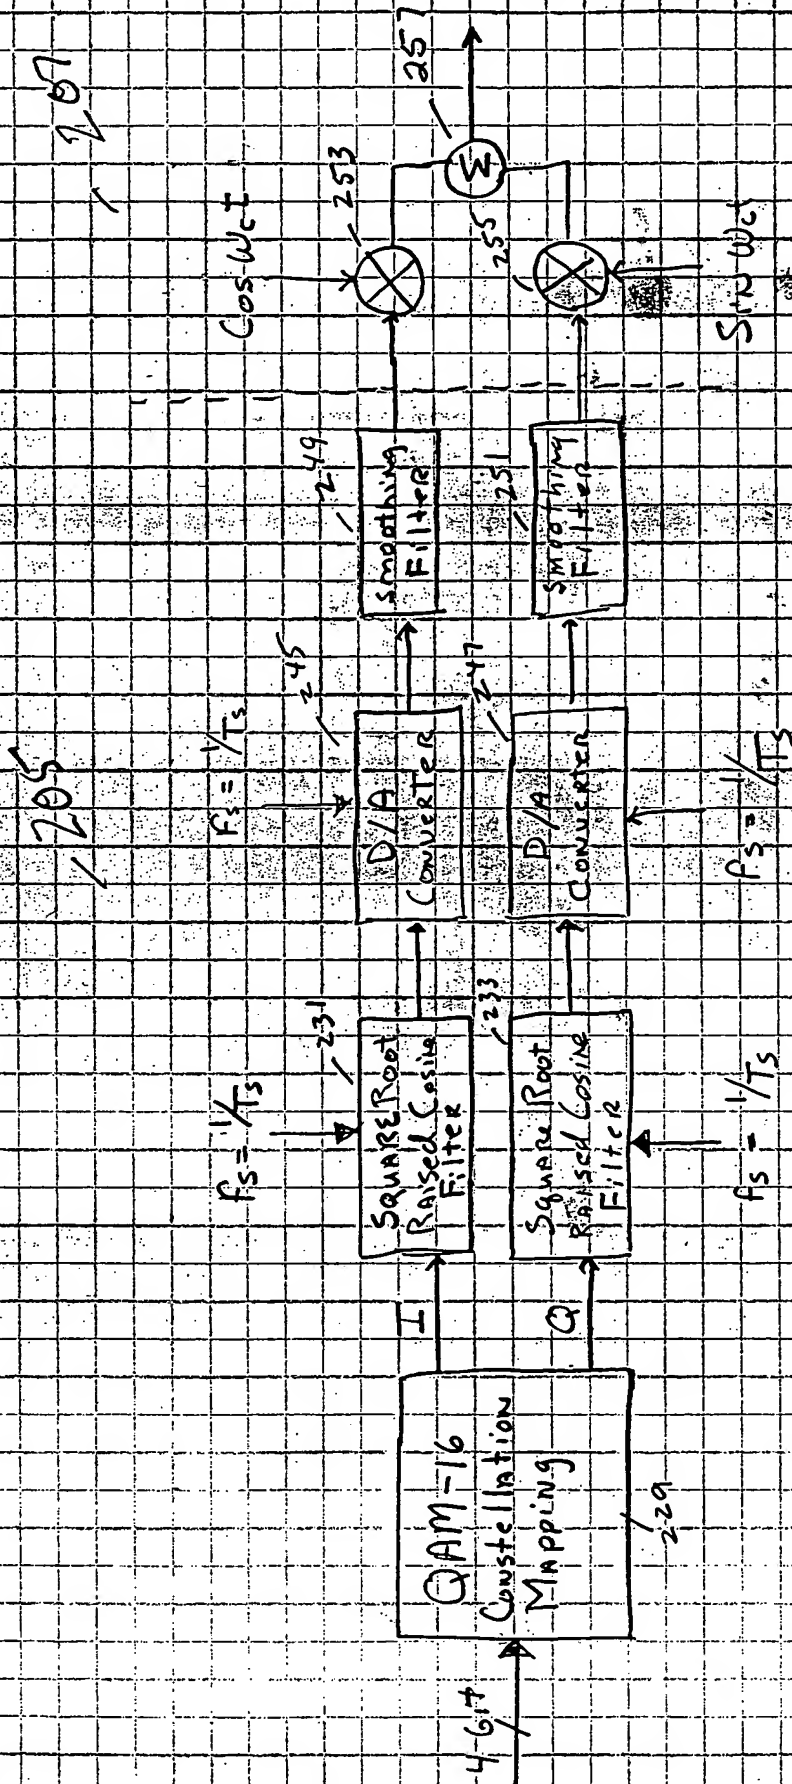 205
207
4-bit
QAM-16
Constellation
Mapping
229
I
Q
fs = 1/Ts
231
SQUARE Root
Raised Cosine
Filter
233
Square Root
Raised Cosine
Filter
fs = 1/Ts
fs = 1/Ts
245
D/A
Converter
247
D/A
Converter
fs = 1/Ts
249
Smoothing
Filter
251
Smoothing
Filter
Cos Wct
253
255
Sin Wct
Σ
257